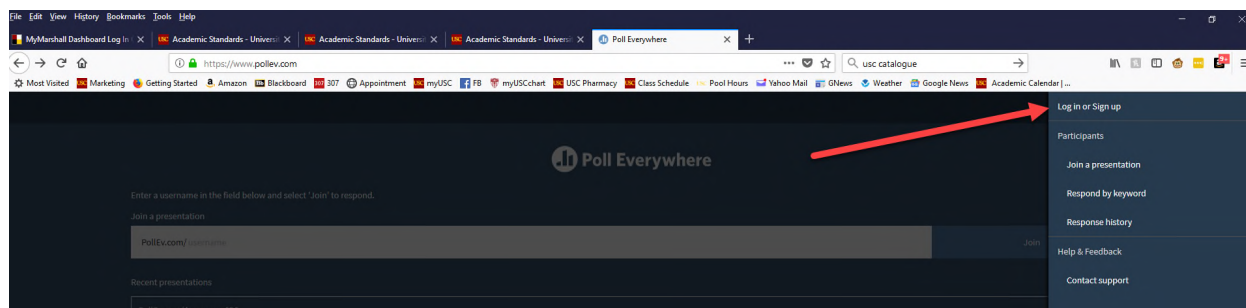 File Edit View History Bookmarks Tools Help
MyMarshall Dashboard Log In Academic Standards - Universi Academic Standards - Universi Academic Standards - Universi Poll Everywhere
https://www.pollev.com usc catalogue
Most Visited Marketing Getting Started Amazon Blackboard 307 307 Appointment myUSC FB myUSCchart USC Pharmacy Class Schedule Pool Hours Yahoo Mail GNews Weather Google News Academic Calendar | ...
Log in or Sign up
Participants
Poll Everywhere
Join a presentation
Enter a username in the field below and select 'Join' to respond.
Respond by keyword
Join a presentation
Response history
PollEv.com/ username Join
Help & Feedback
Recent presentations
Contact support